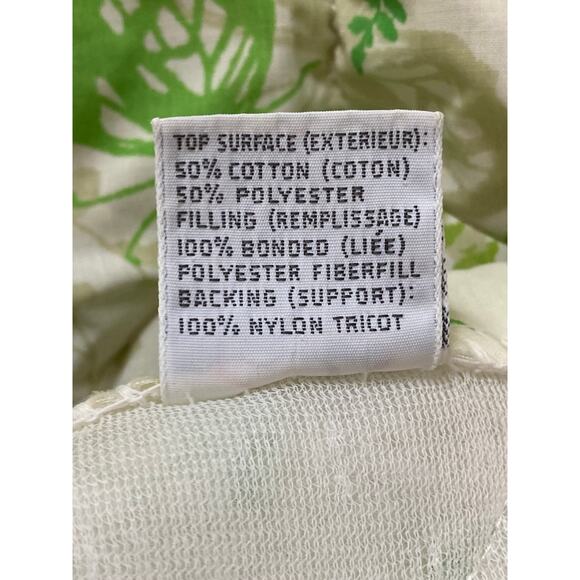 TOP SURFACE (EXTERIEUR):
50% COTTON (COTON)
50% POLYESTER
FILLING (REMPLISSAGE)
100% BONDED (LIÉE)
POLYESTER FIBERFILL
BACKING (SUPPORT):
100% NYLON TRICOT